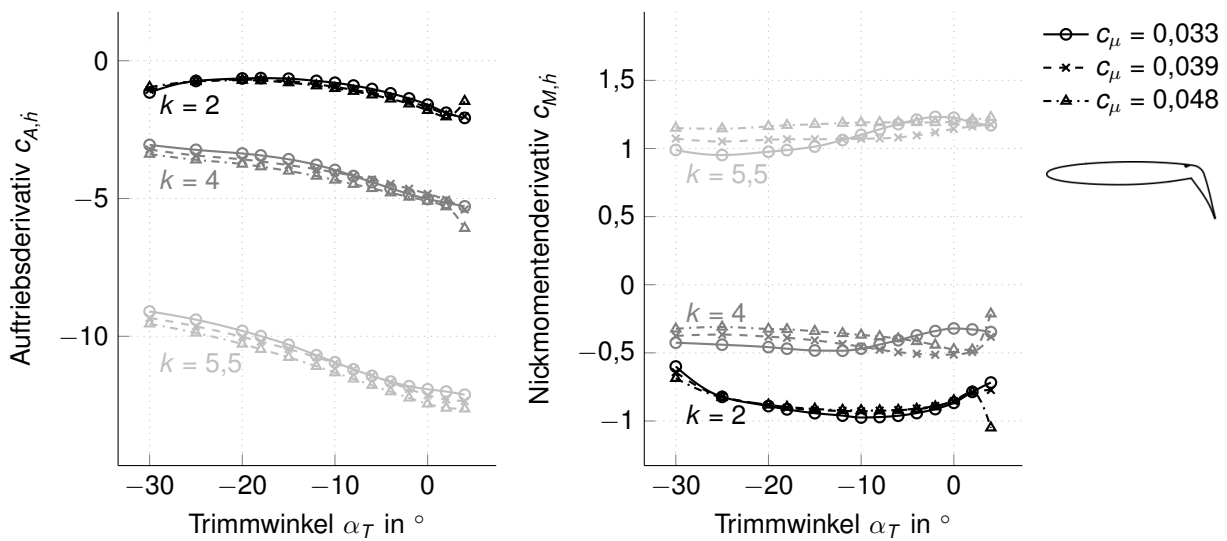 Auftriebsderivativ c_{A,ḣ}
0
−5
−10
k = 2
k = 4
k = 5,5
−30
−20
−10
0
Trimmwinkel α_T in °
Nickmomentenderivativ c_{M,ḣ}
1,5
1
0,5
0
−0,5
−1
k = 5,5
k = 4
k = 2
−30
−20
−10
0
Trimmwinkel α_T in °
c_μ = 0,033
c_μ = 0,039
c_μ = 0,048